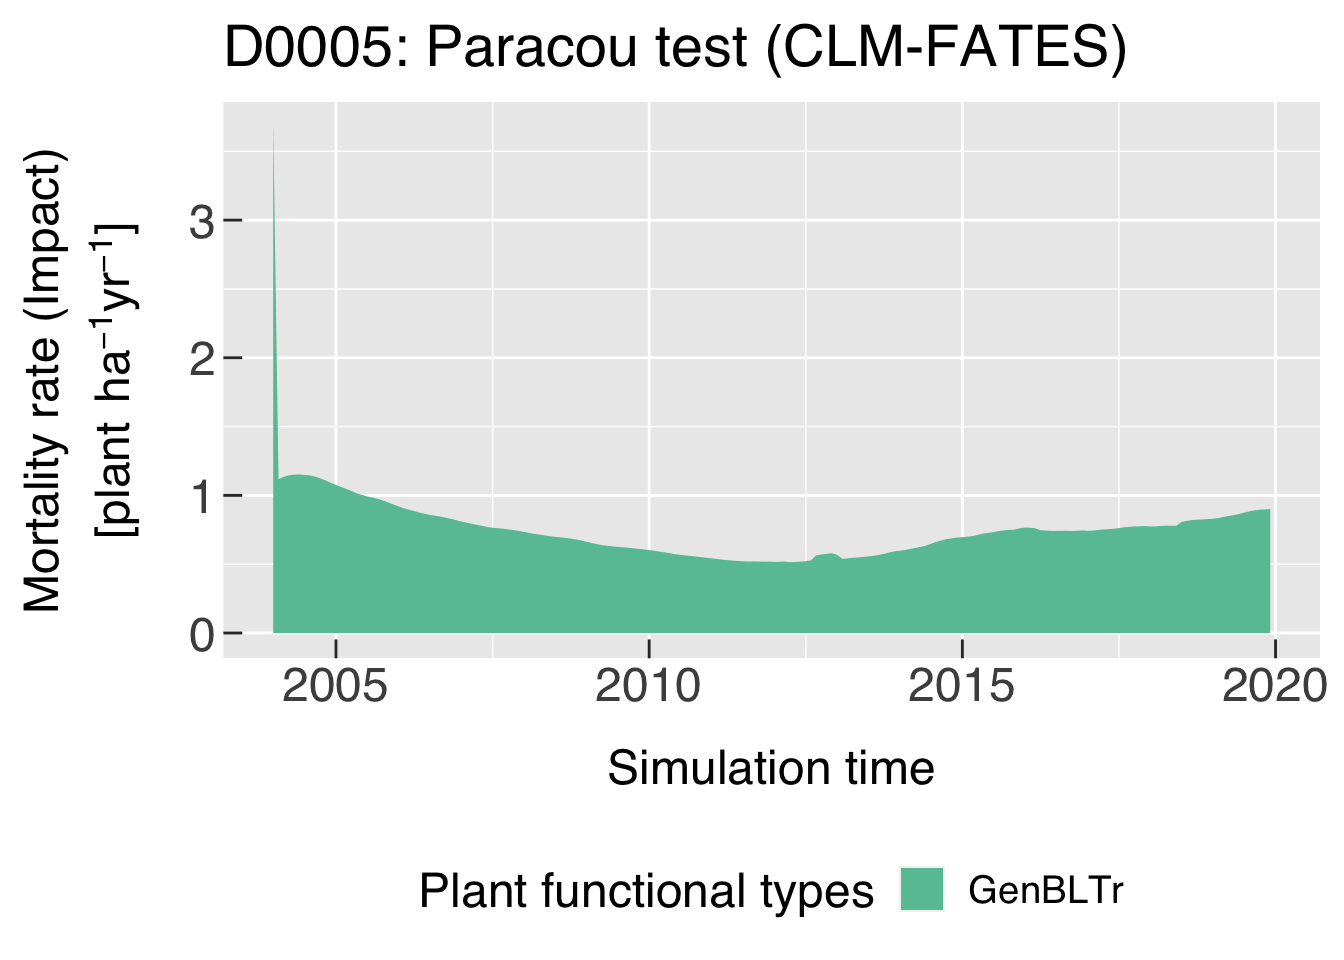 D0005: Paracou test (CLM-FATES)
Mortality rate (Impact)
[plant ha⁻¹yr⁻¹]
3
2
1
0
2005 2010 2015 2020
Simulation time
Plant functional types GenBLTr